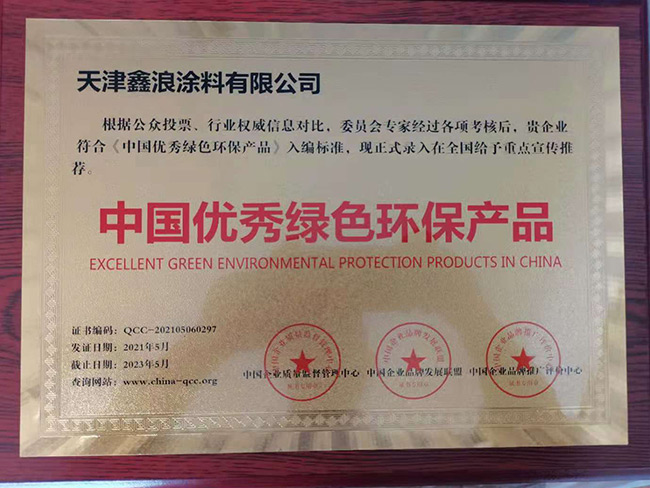 天津鑫浪涂料有限公司
根据公众投票、行业权威信息对比，委员会专家经过各项考核后，贵企业
符合《中国优秀绿色环保产品》入编标准，现正式录入在全国给予重点宣传推
荐。
中国优秀绿色环保产品
EXCELLENT GREEN ENVIRONMENTAL PROTECTION PRODUCTS IN CHINA
证书编码：QCC-202105060297
发证日期：2021年5月
截止日期：2023年5月
查询网站：www.china-qcc.org
中国企业质量监督管理中心 中国企业品牌发展联盟 中国企业品牌推广评价中心